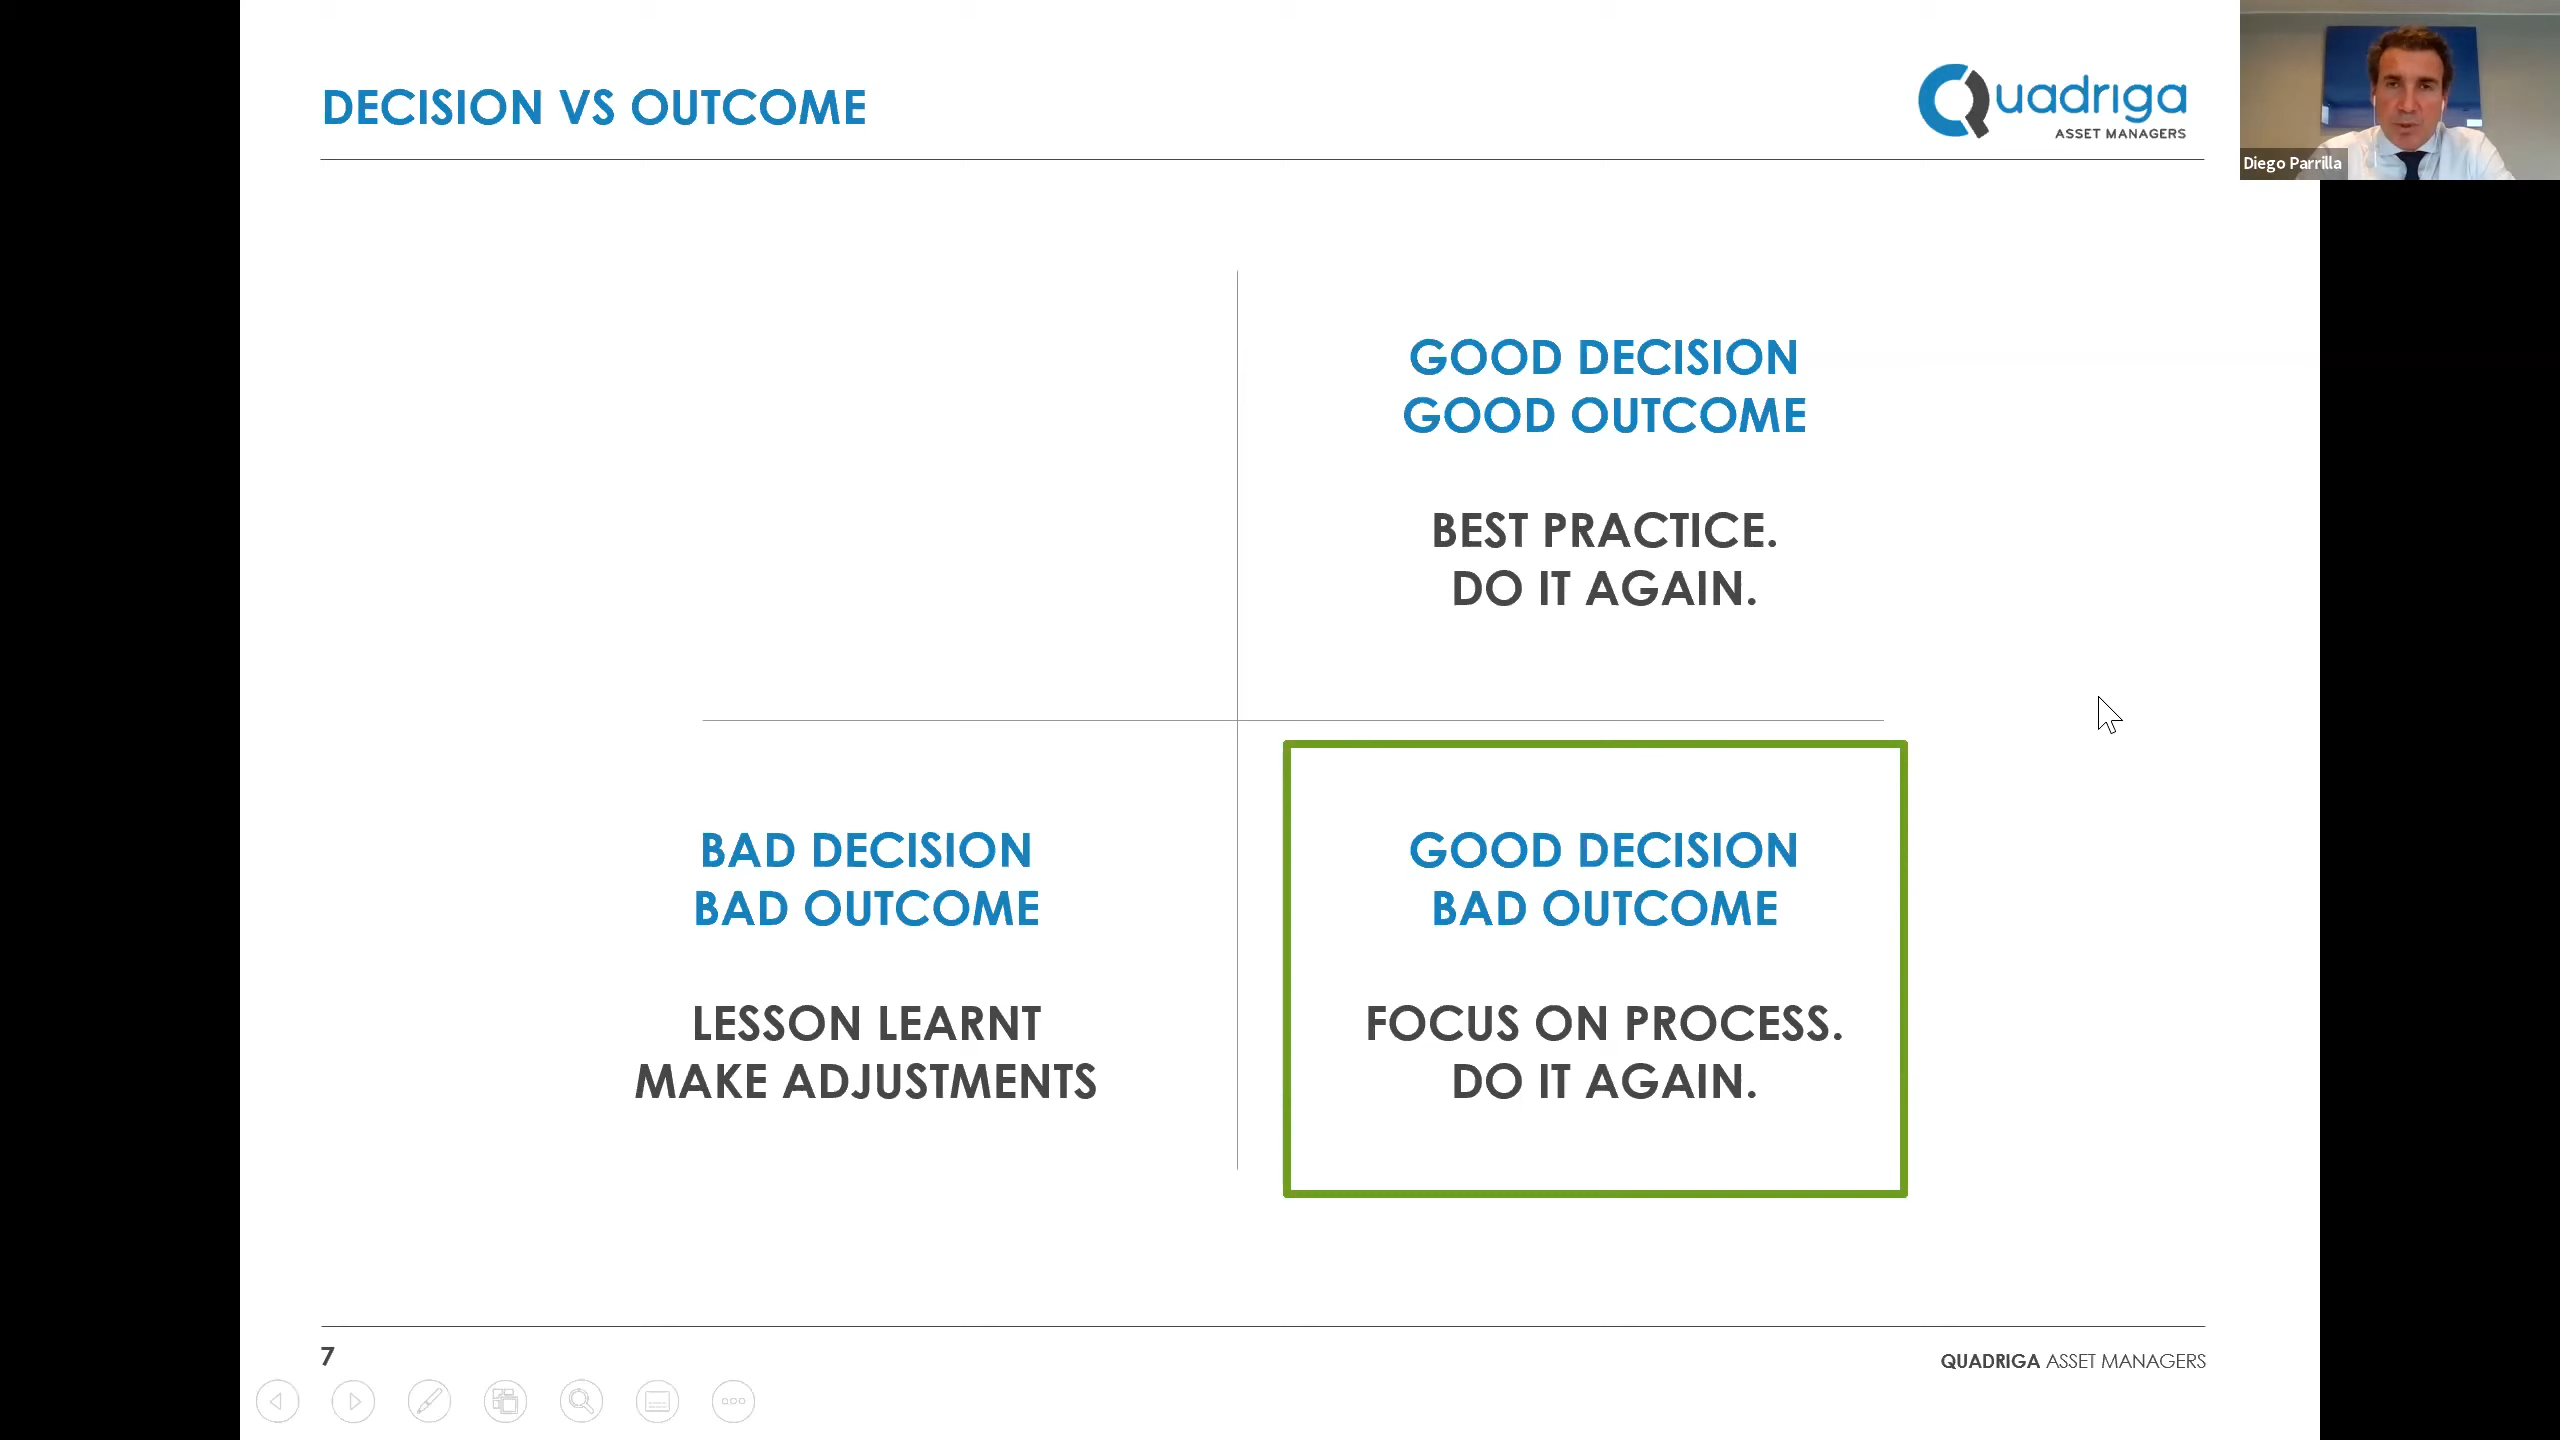 DECISION VS OUTCOME
Quadriga
ASSET MANAGERS
Diego Parrilla
GOOD DECISION
GOOD OUTCOME
BEST PRACTICE.
DO IT AGAIN.
BAD DECISION
BAD OUTCOME
LESSON LEARNT
MAKE ADJUSTMENTS
GOOD DECISION
BAD OUTCOME
FOCUS ON PROCESS.
DO IT AGAIN.
7
QUADRIGA ASSET MANAGERS